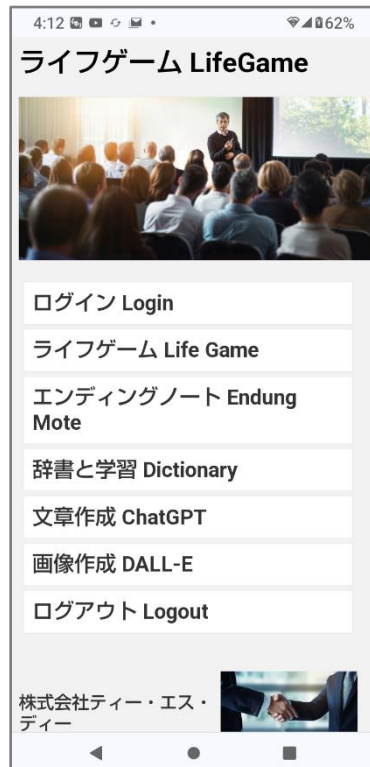 4:12
62%
ライフゲーム LifeGame
ログイン Login
ライフゲーム Life Game
エンディングノート Endung
Mote
辞書と学習 Dictionary
文章作成 ChatGPT
画像作成 DALL-E
ログアウト Logout
株式会社ティー・エス・
ディー